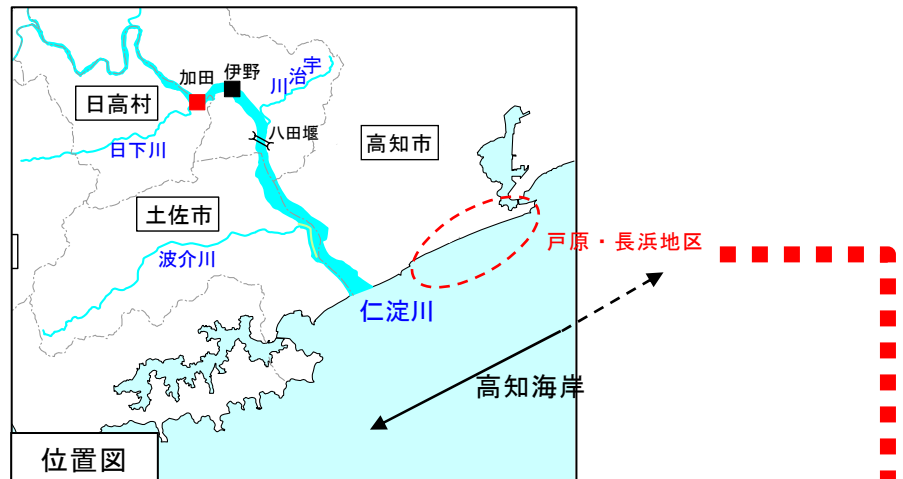 加田
伊野
宇治川
日高村
八田堰
高知市
日下川
土佐市
戸原・長浜地区
波介川
仁淀川
高知海岸
位置図